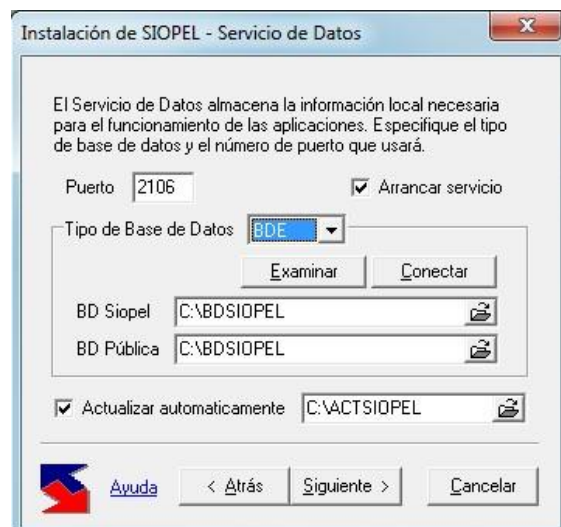 Instalación de SIOPEL - Servicio de Datos
El Servicio de Datos almacena la información local necesaria
para el funcionamiento de las aplicaciones. Especifique el tipo
de base de datos y el número de puerto que usará.
Puerto 2106 Arrancar servicio
Tipo de Base de Datos BDE
Examinar Conectar
BD Siopel C:\BDSIOPEL
BD Pública C:\BDSIOPEL
Actualizar automaticamente C:\ACTSIOPEL
Ayuda < Atrás Siguiente > Cancelar